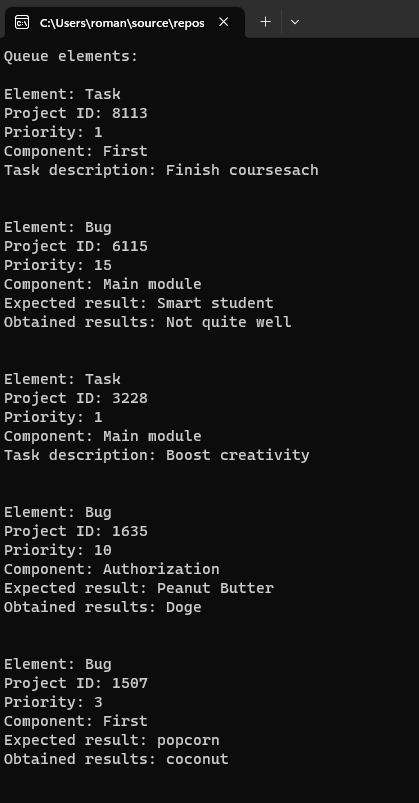 C:\Users\roman\source\repos
Queue elements:
Element: Task
Project ID: 8113
Priority: 1
Component: First
Task description: Finish coursesach
Element: Bug
Project ID: 6115
Priority: 15
Component: Main module
Expected result: Smart student
Obtained results: Not quite well
Element: Task
Project ID: 3228
Priority: 1
Component: Main module
Task description: Boost creativity
Element: Bug
Project ID: 1635
Priority: 10
Component: Authorization
Expected result: Peanut Butter
Obtained results: Doge
Element: Bug
Project ID: 1507
Priority: 3
Component: First
Expected result: popcorn
Obtained results: coconut